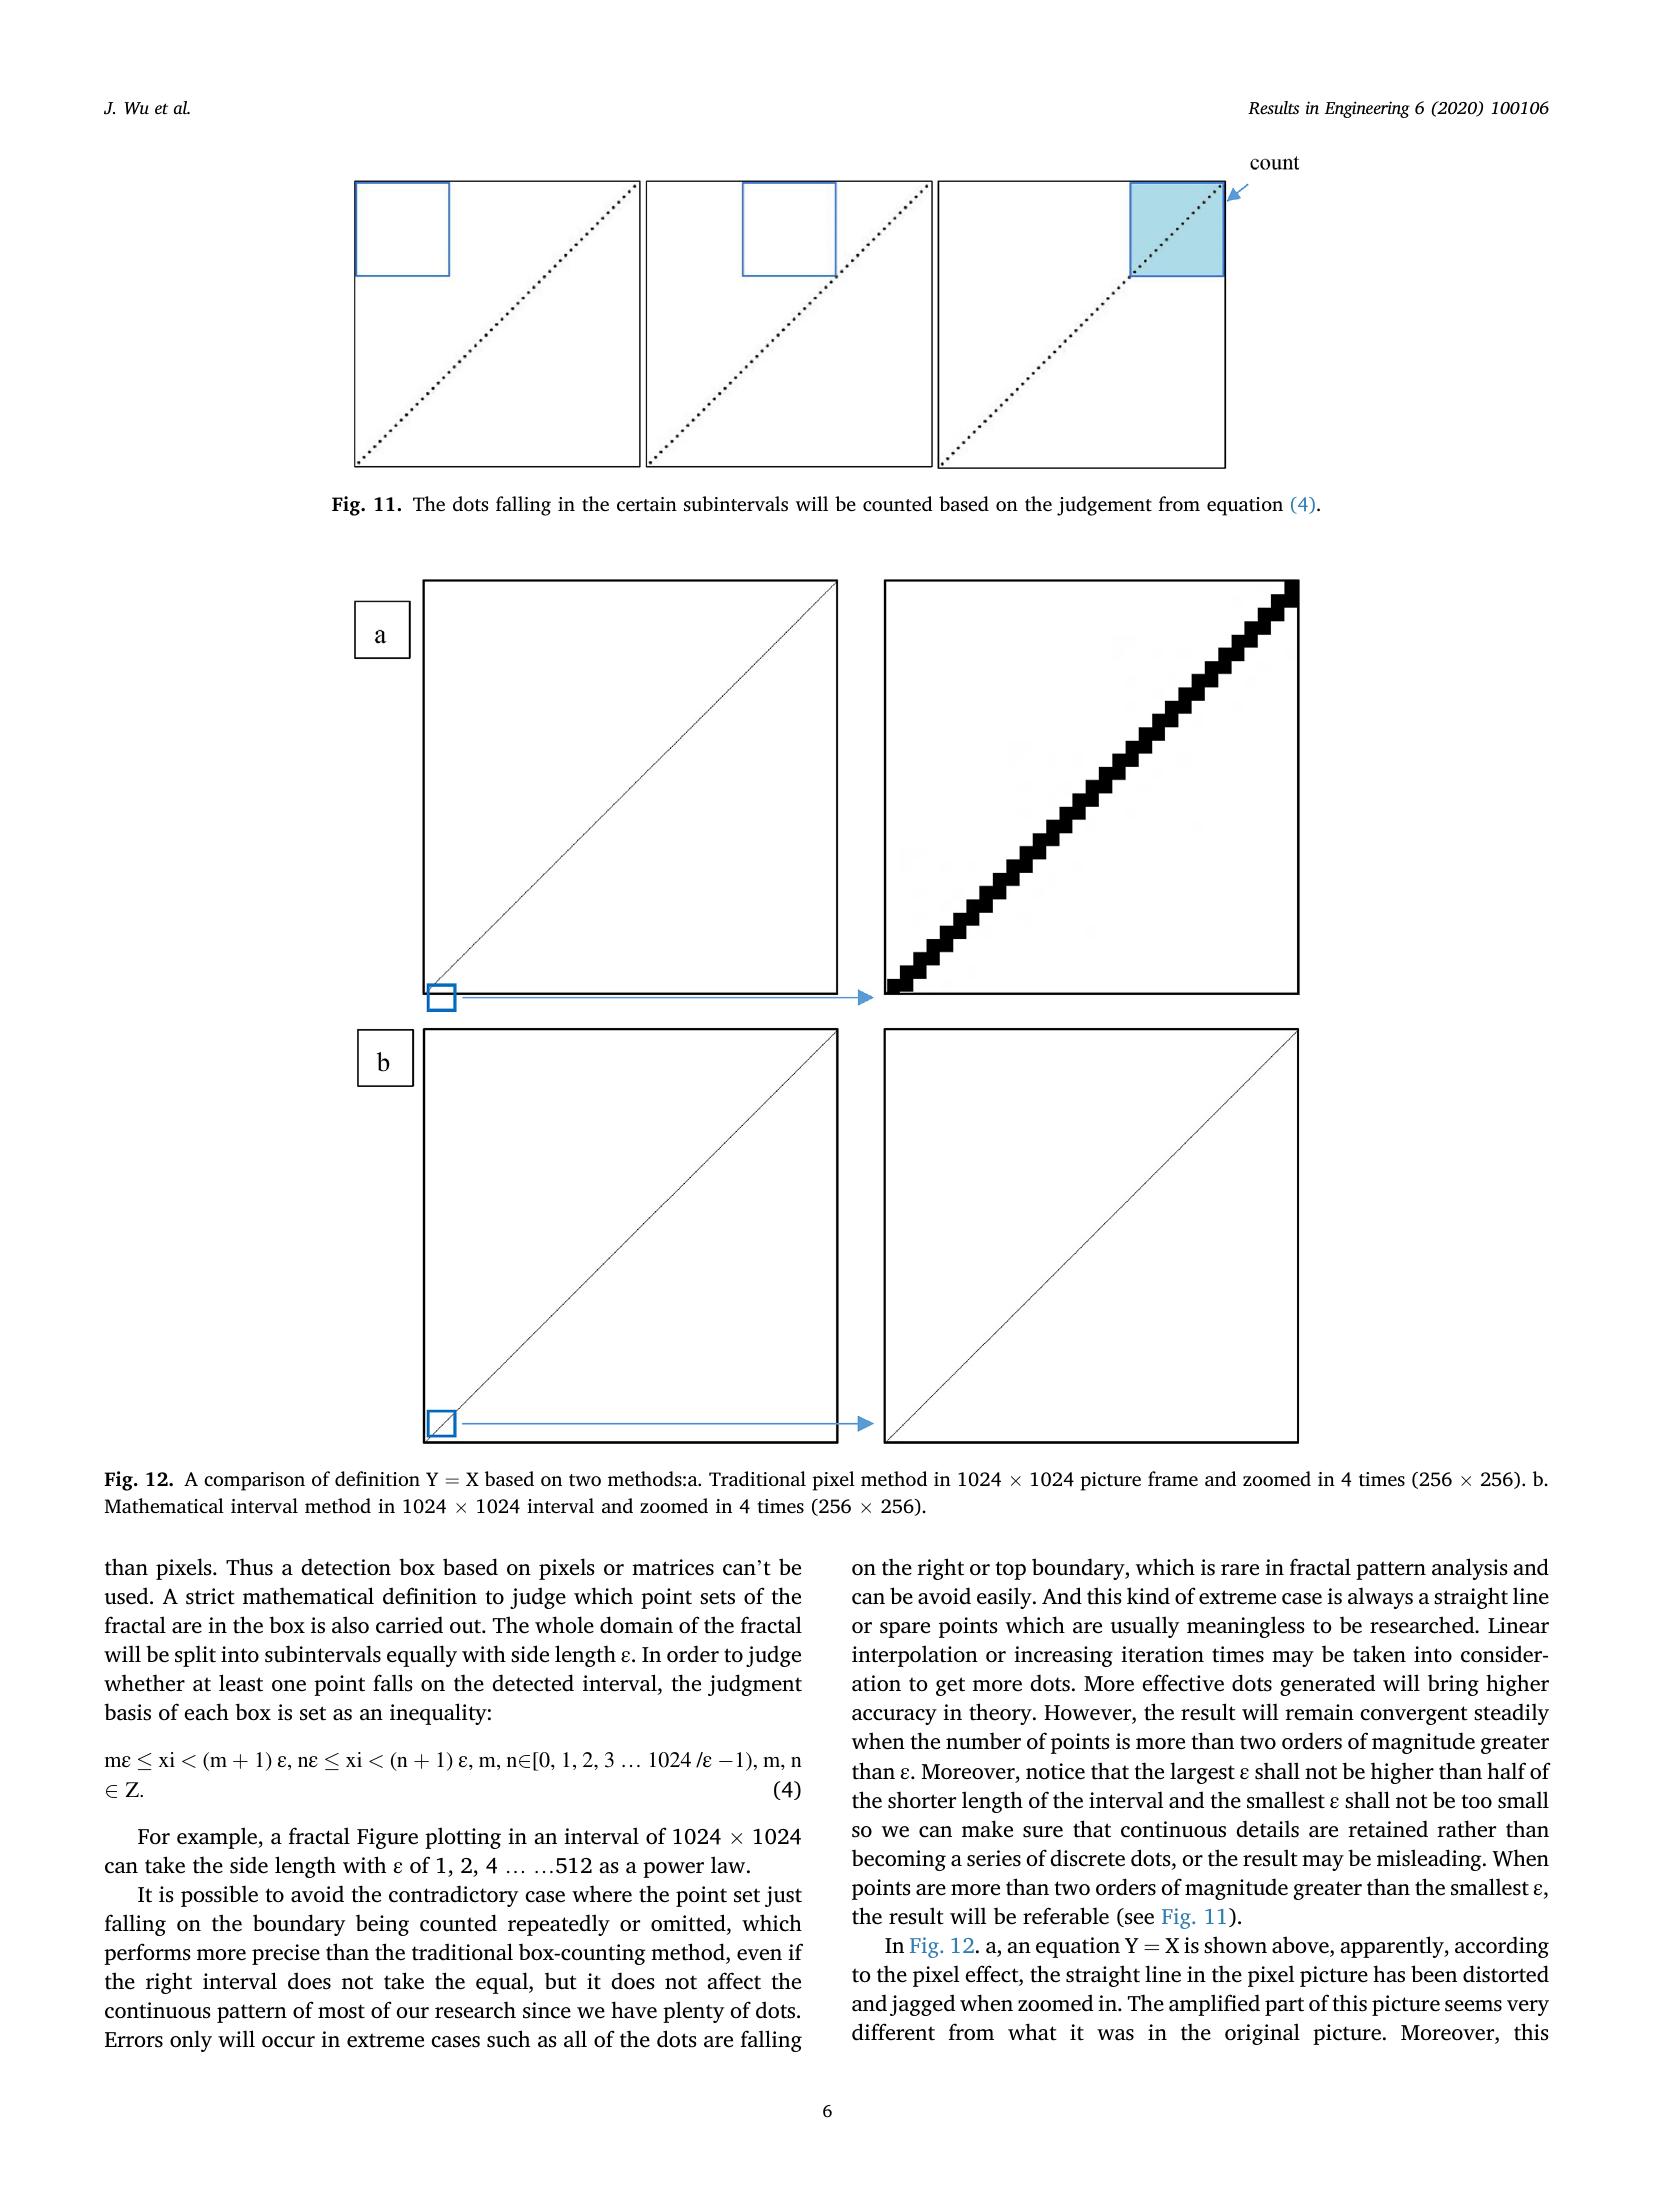 J. Wu et al.
Results in Engineering 6 (2020) 100106
count
Fig. 11. The dots falling in the certain subintervals will be counted based on the judgement from equation (4).
a
b
Fig. 12. A comparison of definition Y = X based on two methods:a. Traditional pixel method in 1024 × 1024 picture frame and zoomed in 4 times (256 × 256). b.
Mathematical interval method in 1024 × 1024 interval and zoomed in 4 times (256 × 256).
than pixels. Thus a detection box based on pixels or matrices can't be
used. A strict mathematical definition to judge which point sets of the
fractal are in the box is also carried out. The whole domain of the fractal
will be split into subintervals equally with side length ε. In order to judge
whether at least one point falls on the detected interval, the judgment
basis of each box is set as an inequality:
mε ≤ xi < (m + 1) ε, nε ≤ xi < (n + 1) ε, m, n∈[0, 1, 2, 3 … 1024 /ε −1), m, n
∈ Z. (4)
For example, a fractal Figure plotting in an interval of 1024 × 1024
can take the side length with ε of 1, 2, 4 … …512 as a power law.
It is possible to avoid the contradictory case where the point set just
falling on the boundary being counted repeatedly or omitted, which
performs more precise than the traditional box-counting method, even if
the right interval does not take the equal, but it does not affect the
continuous pattern of most of our research since we have plenty of dots.
Errors only will occur in extreme cases such as all of the dots are falling
on the right or top boundary, which is rare in fractal pattern analysis and
can be avoid easily. And this kind of extreme case is always a straight line
or spare points which are usually meaningless to be researched. Linear
interpolation or increasing iteration times may be taken into consider-
ation to get more dots. More effective dots generated will bring higher
accuracy in theory. However, the result will remain convergent steadily
when the number of points is more than two orders of magnitude greater
than ε. Moreover, notice that the largest ε shall not be higher than half of
the shorter length of the interval and the smallest ε shall not be too small
so we can make sure that continuous details are retained rather than
becoming a series of discrete dots, or the result may be misleading. When
points are more than two orders of magnitude greater than the smallest ε,
the result will be referable (see Fig. 11).
In Fig. 12. a, an equation Y = X is shown above, apparently, according
to the pixel effect, the straight line in the pixel picture has been distorted
and jagged when zoomed in. The amplified part of this picture seems very
different from what it was in the original picture. Moreover, this
6